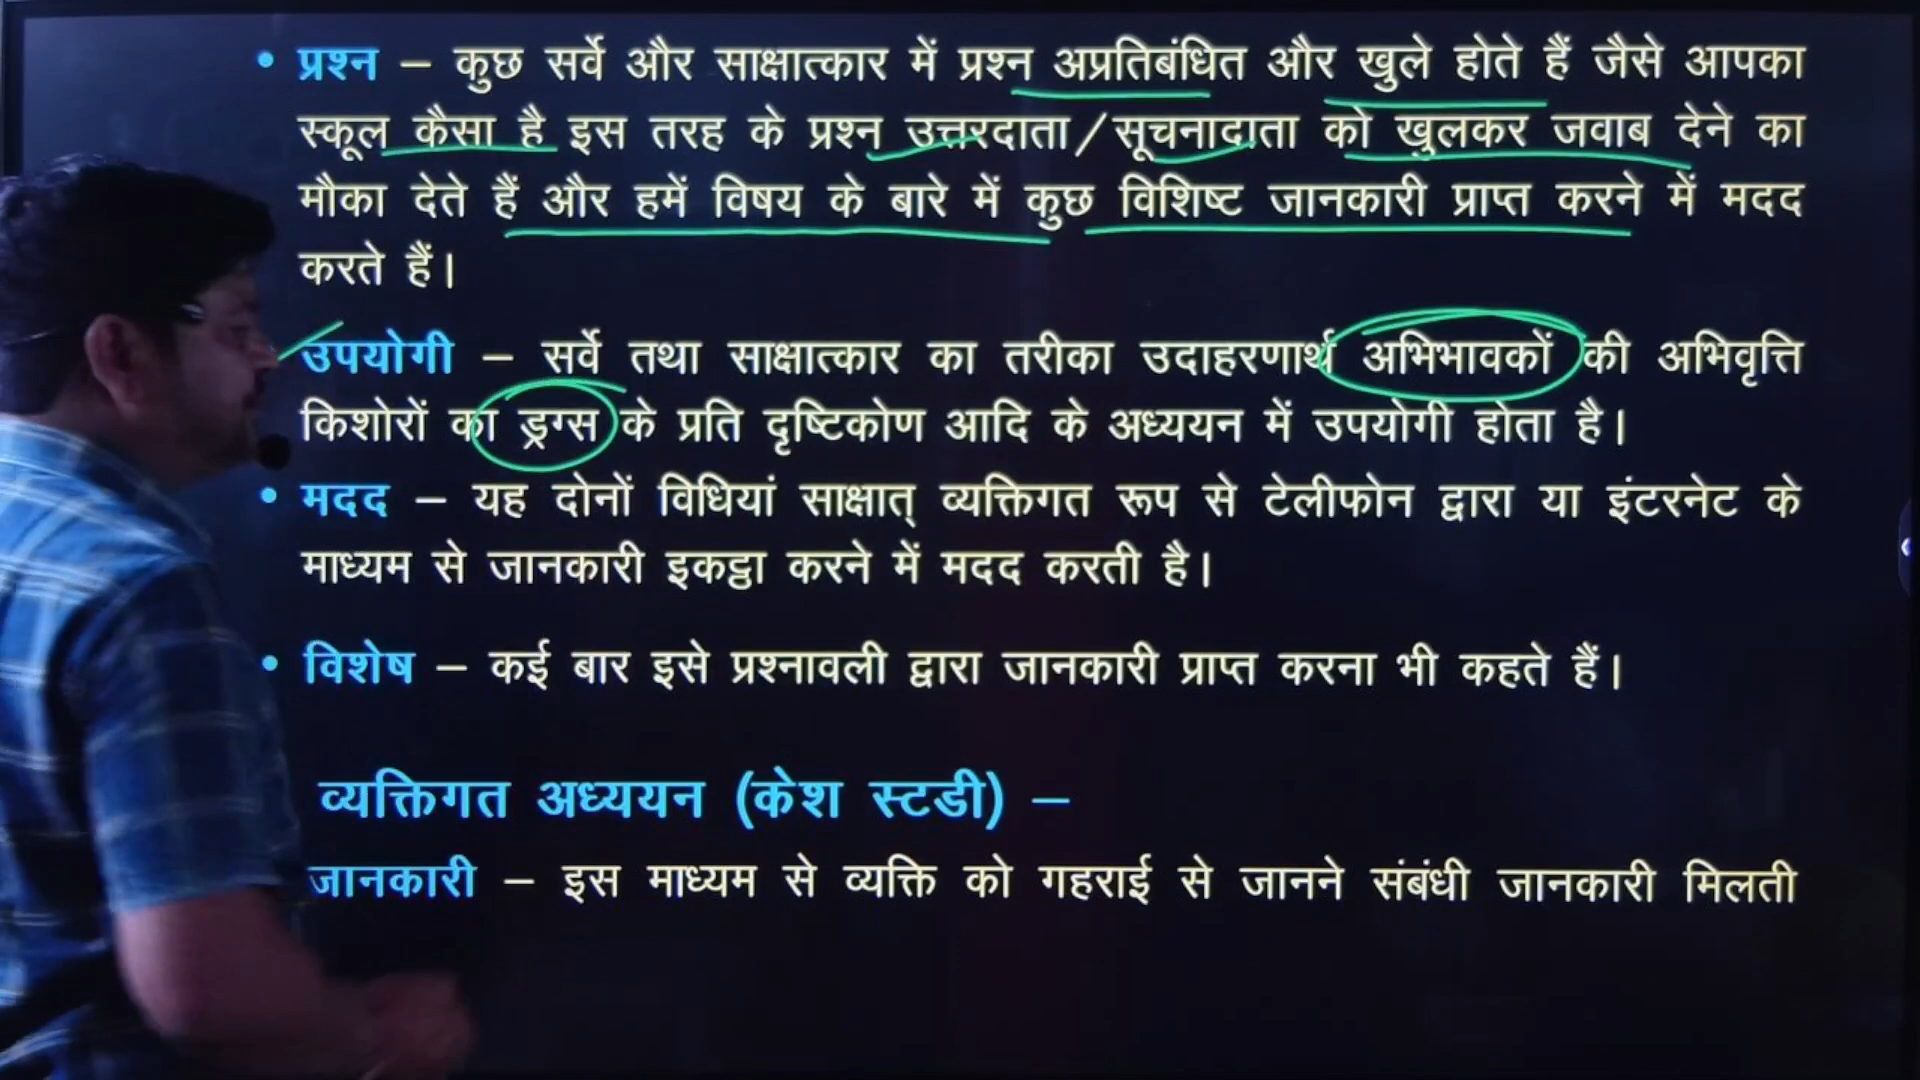 • प्रश्न – कुछ सर्वे और साक्षात्कार में प्रश्न अप्रतिबंधित और खुले होते हैं जैसे आपका
स्कूल कैसा है इस तरह के प्रश्न उत्तरदाता/सूचनादाता को खुलकर जवाब देने का
मौका देते हैं और हमें विषय के बारे में कुछ विशिष्ट जानकारी प्राप्त करने में मदद
करते हैं।
उपयोगी – सर्वे तथा साक्षात्कार का तरीका उदाहरणार्थ अभिभावकों की अभिवृत्ति
किशोरों का ड्रग्स के प्रति दृष्टिकोण आदि के अध्ययन में उपयोगी होता है।
• मदद – यह दोनों विधियां साक्षात् व्यक्तिगत रूप से टेलीफोन द्वारा या इंटरनेट के
माध्यम से जानकारी इकट्ठा करने में मदद करती है।
• विशेष – कई बार इसे प्रश्नावली द्वारा जानकारी प्राप्त करना भी कहते हैं।
व्यक्तिगत अध्ययन (केश स्टडी) –
जानकारी – इस माध्यम से व्यक्ति को गहराई से जानने संबंधी जानकारी मिलती